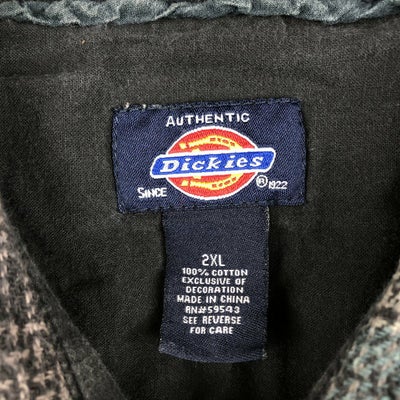 AUTHENTIC
Dickies
SINCE ® 1922
2XL
100% COTTON
EXCLUSIVE OF
DECORATION
MADE IN CHINA
RN#59543
SEE REVERSE
FOR CARE